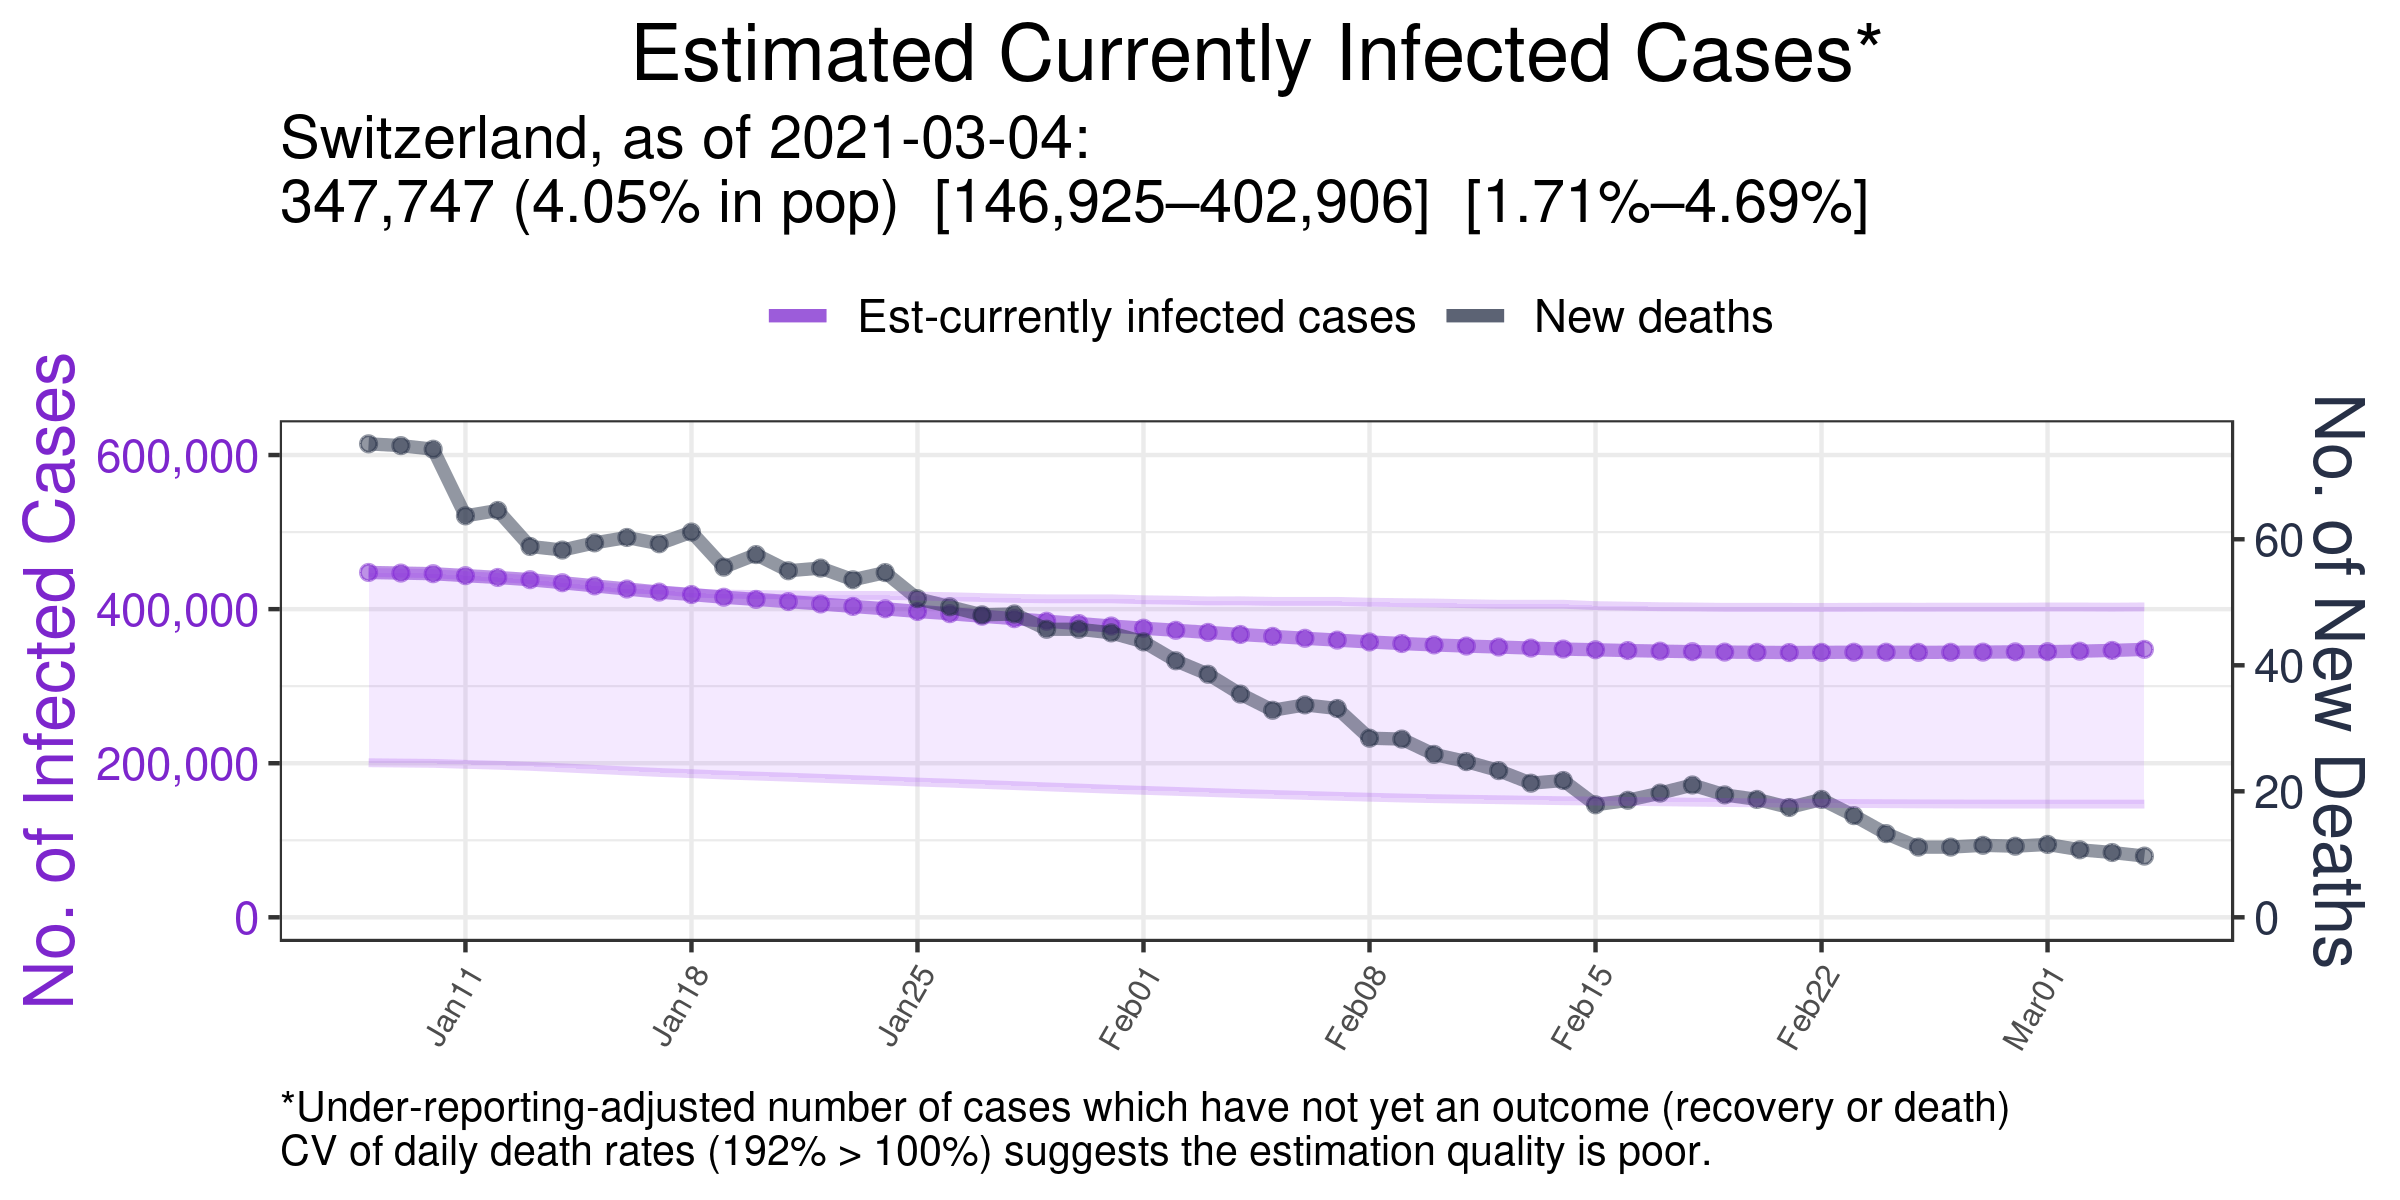 Estimated Currently Infected Cases*
Switzerland, as of 2021-03-04:
347,747 (4.05% in pop)  [146,925–402,906]  [1.71%–4.69%]
Est-currently infected cases
New deaths
No. of Infected Cases
600,000
400,000
200,000
0
No. of New Deaths
60
40
20
0
Jan11
Jan18
Jan25
Feb01
Feb08
Feb15
Feb22
Mar01
*Under-reporting-adjusted number of cases which have not yet an outcome (recovery or death)
CV of daily death rates (192% > 100%) suggests the estimation quality is poor.